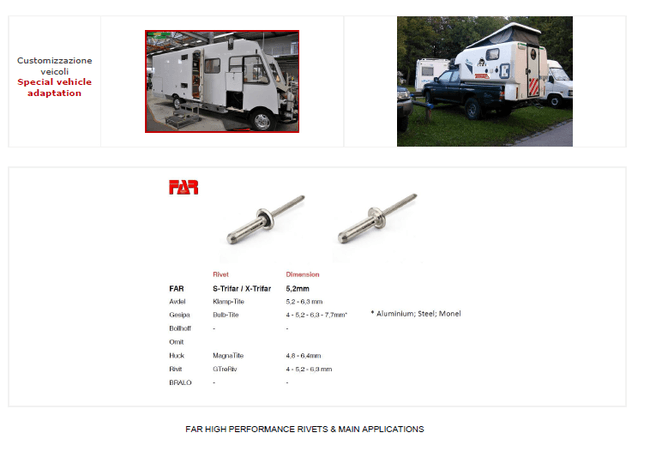 Customizzazione
veicoli
Special vehicle
adaptation
FAR
Rivet Dimension
FAR S-Trifar / X-Trifar 5,2mm
Avdel Klamp-Tite 5,2 - 6,3 mm
Gesipa Bulb-Tite 4 - 5,2 - 6,3 - 7,7mm* * Aluminium; Steel; Monel
Bollhoff - -
Omit
Huck MagnaTite 4,8 - 6,4mm
Rivit GTreRiv 4 - 5,2 - 6,3 mm
BRALO - -
FAR HIGH PERFORMANCE RIVETS & MAIN APPLICATIONS